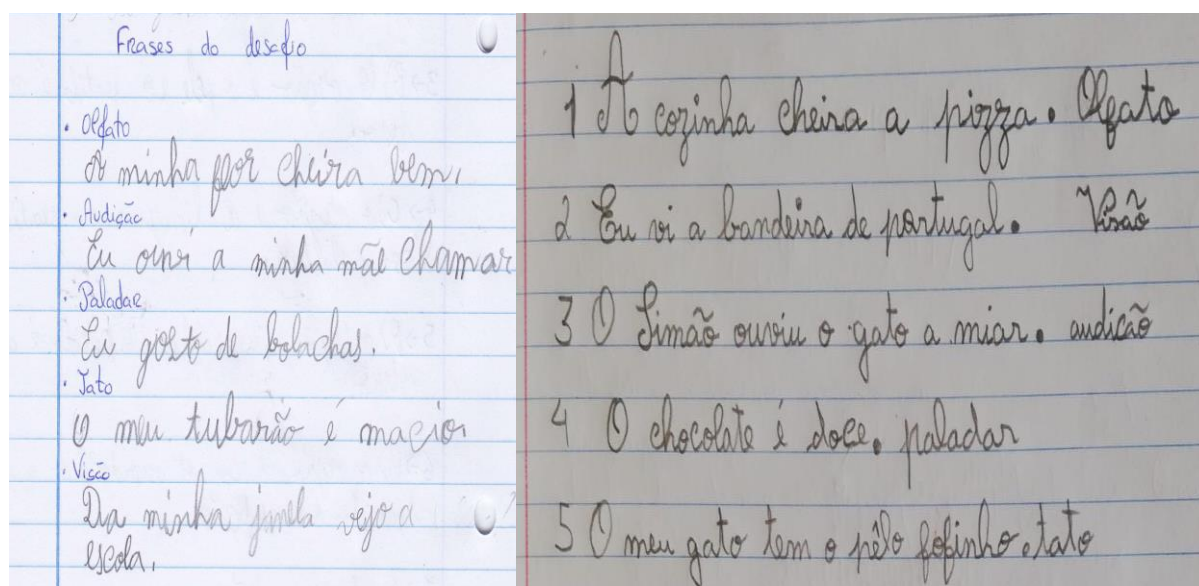 Frases do desafio
. Olfato
A minha flor cheira bem.
. Audição
Eu ouvi a minha mãe chamar
. Paladar
Eu gosto de bolachas.
. Tato
O meu tubarão é macio.
. Visão
Da minha janela vejo a
escola.
1 A cozinha cheira a pizza. Olfato
2 Eu vi a bandeira de portugal. Visão
3 O Simão ouviu o gato a miar. audicão
4 O chocolate é doce. paladar
5 O meu gato tem o pêlo fofinho. tato